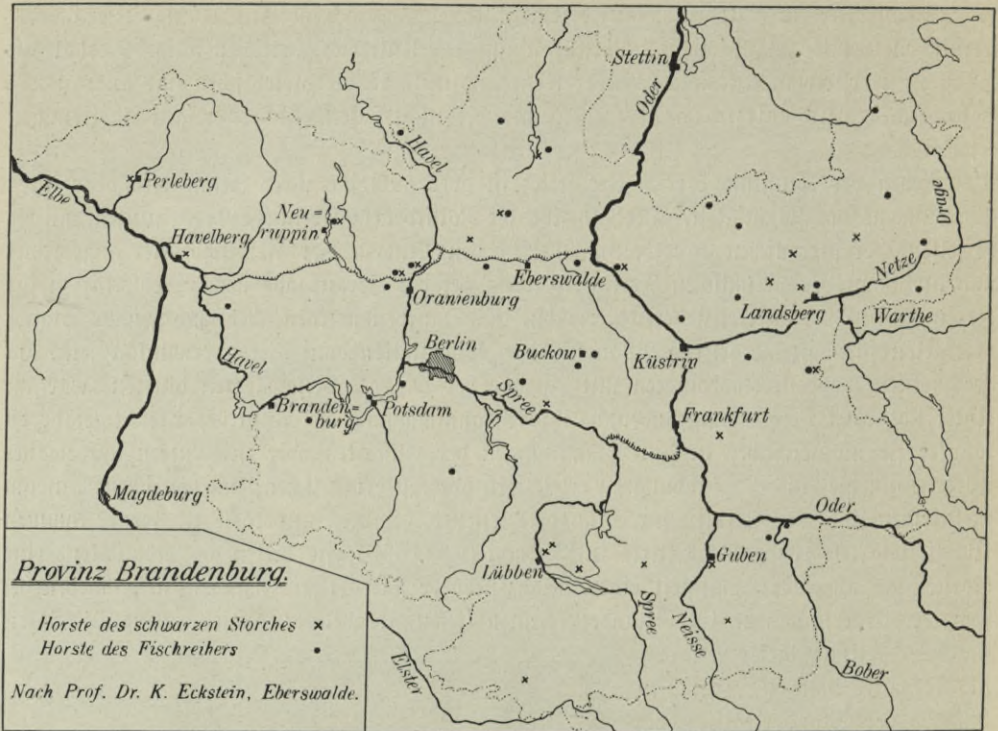 Stettin
Oder
Havel
Elbe
Perleberg
Neu=
ruppin
Havelberg
Drage
Netze
Eberswalde
Oranienburg
Landsberg
Warthe
Berlin
Havel
Buckow
Küstrin
Spree
Branden=
burg
Potsdam
Frankfurt
Magdeburg
Oder
Lübben
Guben
Spree
Neisse
Bober
Elster
Provinz Brandenburg.
Horste des schwarzen Storches ×
Horste des Fischreihers •
Nach Prof. Dr. K. Eckstein, Eberswalde.